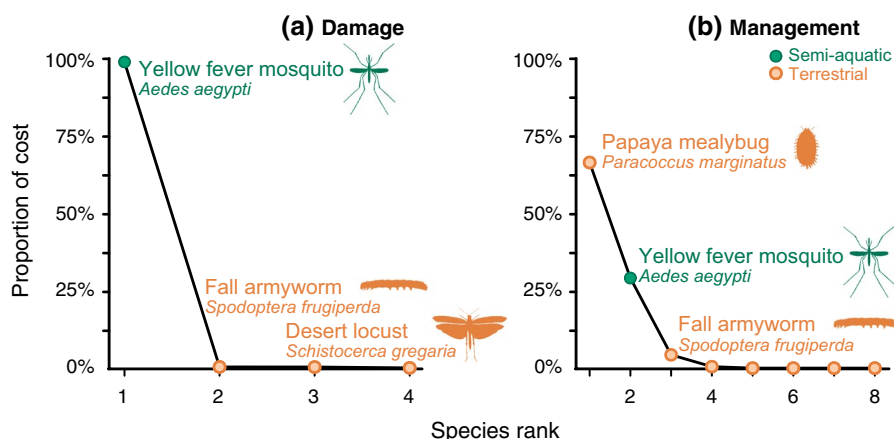 (a) Damage
(b) Management
Semi-aquatic
Terrestrial
Proportion of cost
100%
75%
50%
25%
0%
Yellow fever mosquito
Aedes aegypti
Fall armyworm
Spodoptera frugiperda
Desert locust
Schistocerca gregaria
1 2 3 4
100%
75%
50%
25%
0%
Papaya mealybug
Paracoccus marginatus
Yellow fever mosquito
Aedes aegypti
Fall armyworm
Spodoptera frugiperda
2 4 6 8
Species rank